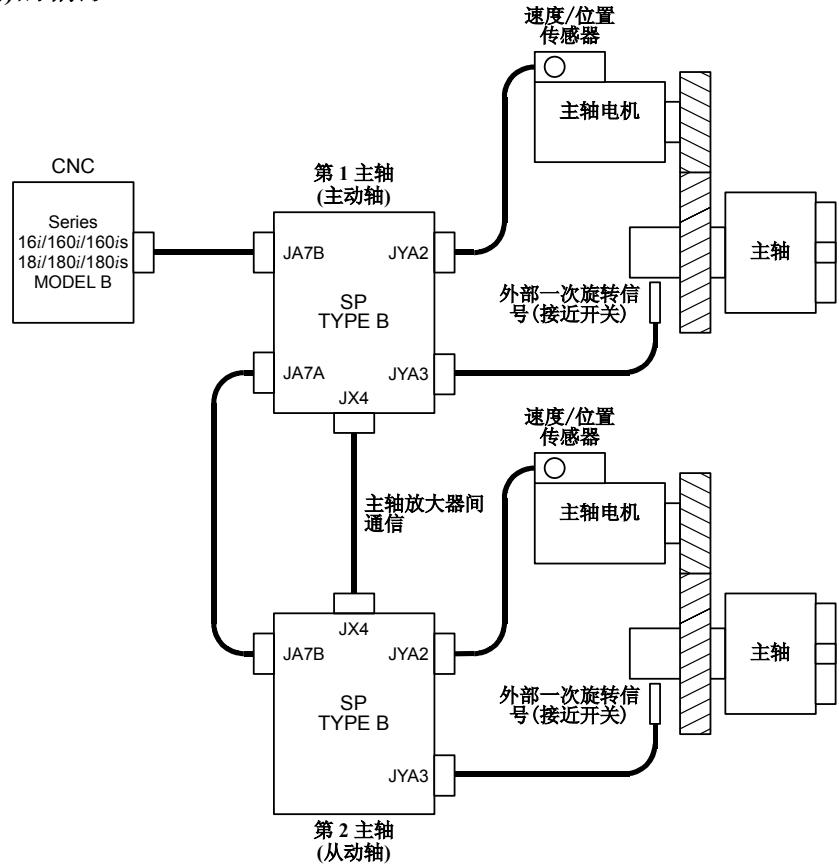 速度/位置
传感器
主轴电机
CNC
第 1 主轴
(主动轴)
Series
16i/160i/160is
18i/180i/180is
MODEL B
JA7B
JYA2
主轴
SP
TYPE B
外部一次旋转信
号(接近开关)
JA7A
JYA3
JX4
速度/位置
传感器
主轴放大器间
通信
主轴电机
JX4
JA7B
JYA2
主轴
SP
TYPE B
外部一次旋转信
号(接近开关)
JYA3
第 2 主轴
(从动轴)